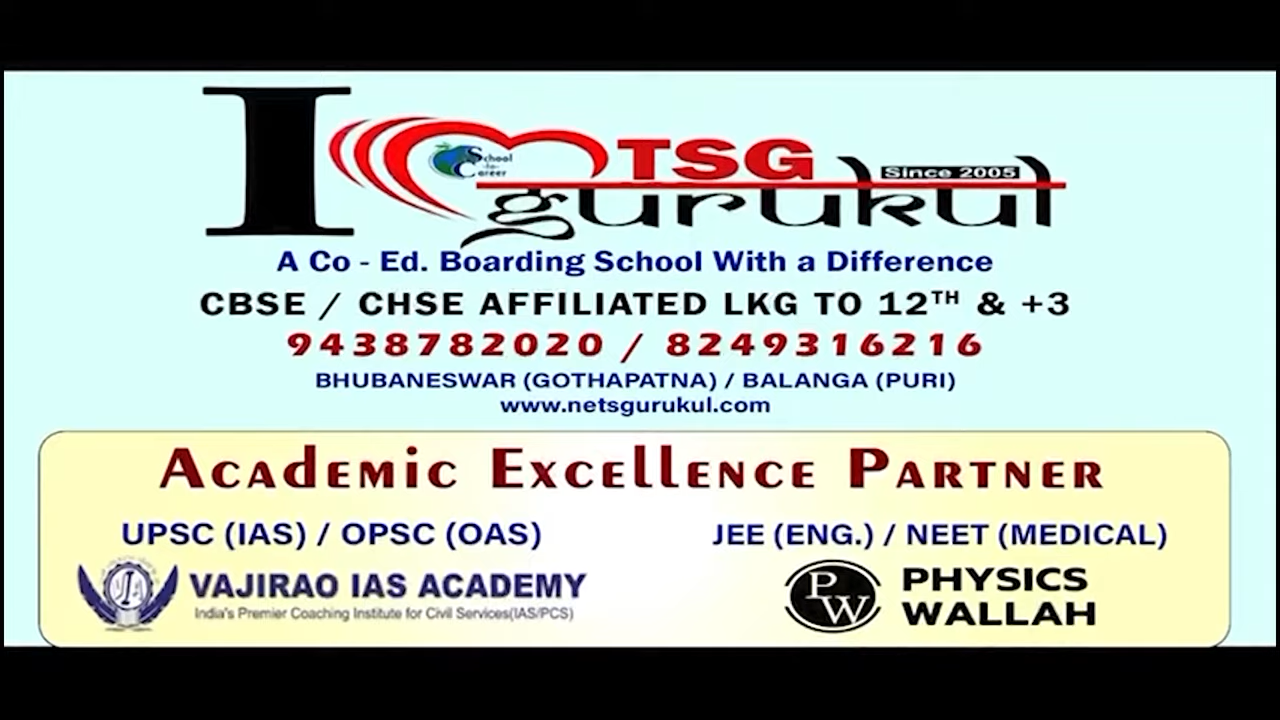 I TSG
School
-to-
Career
Since 2005
gurukul
A Co - Ed. Boarding School With a Difference
CBSE / CHSE AFFILIATED LKG TO 12TH & +3
9438782020 / 8249316216
BHUBANESWAR (GOTHAPATNA) / BALANGA (PURI)
www.netsgurukul.com
ACADEMIC EXCELLENCE PARTNER
UPSC (IAS) / OPSC (OAS)
VAJIRAO IAS ACADEMY
India's Premier Coaching Institute for Civil Services(IAS/PCS)
JEE (ENG.) / NEET (MEDICAL)
PW
PHYSICS
WALLAH